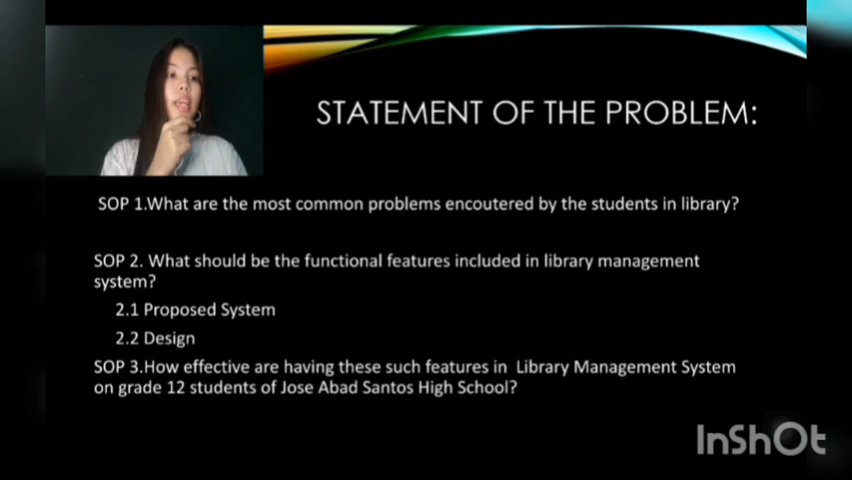 STATEMENT OF THE PROBLEM:
SOP 1.What are the most common problems encoutered by the students in library?
SOP 2. What should be the functional features included in library management
system?
2.1 Proposed System
2.2 Design
SOP 3.How effective are having these such features in Library Management System
on grade 12 students of Jose Abad Santos High School?
InShOt